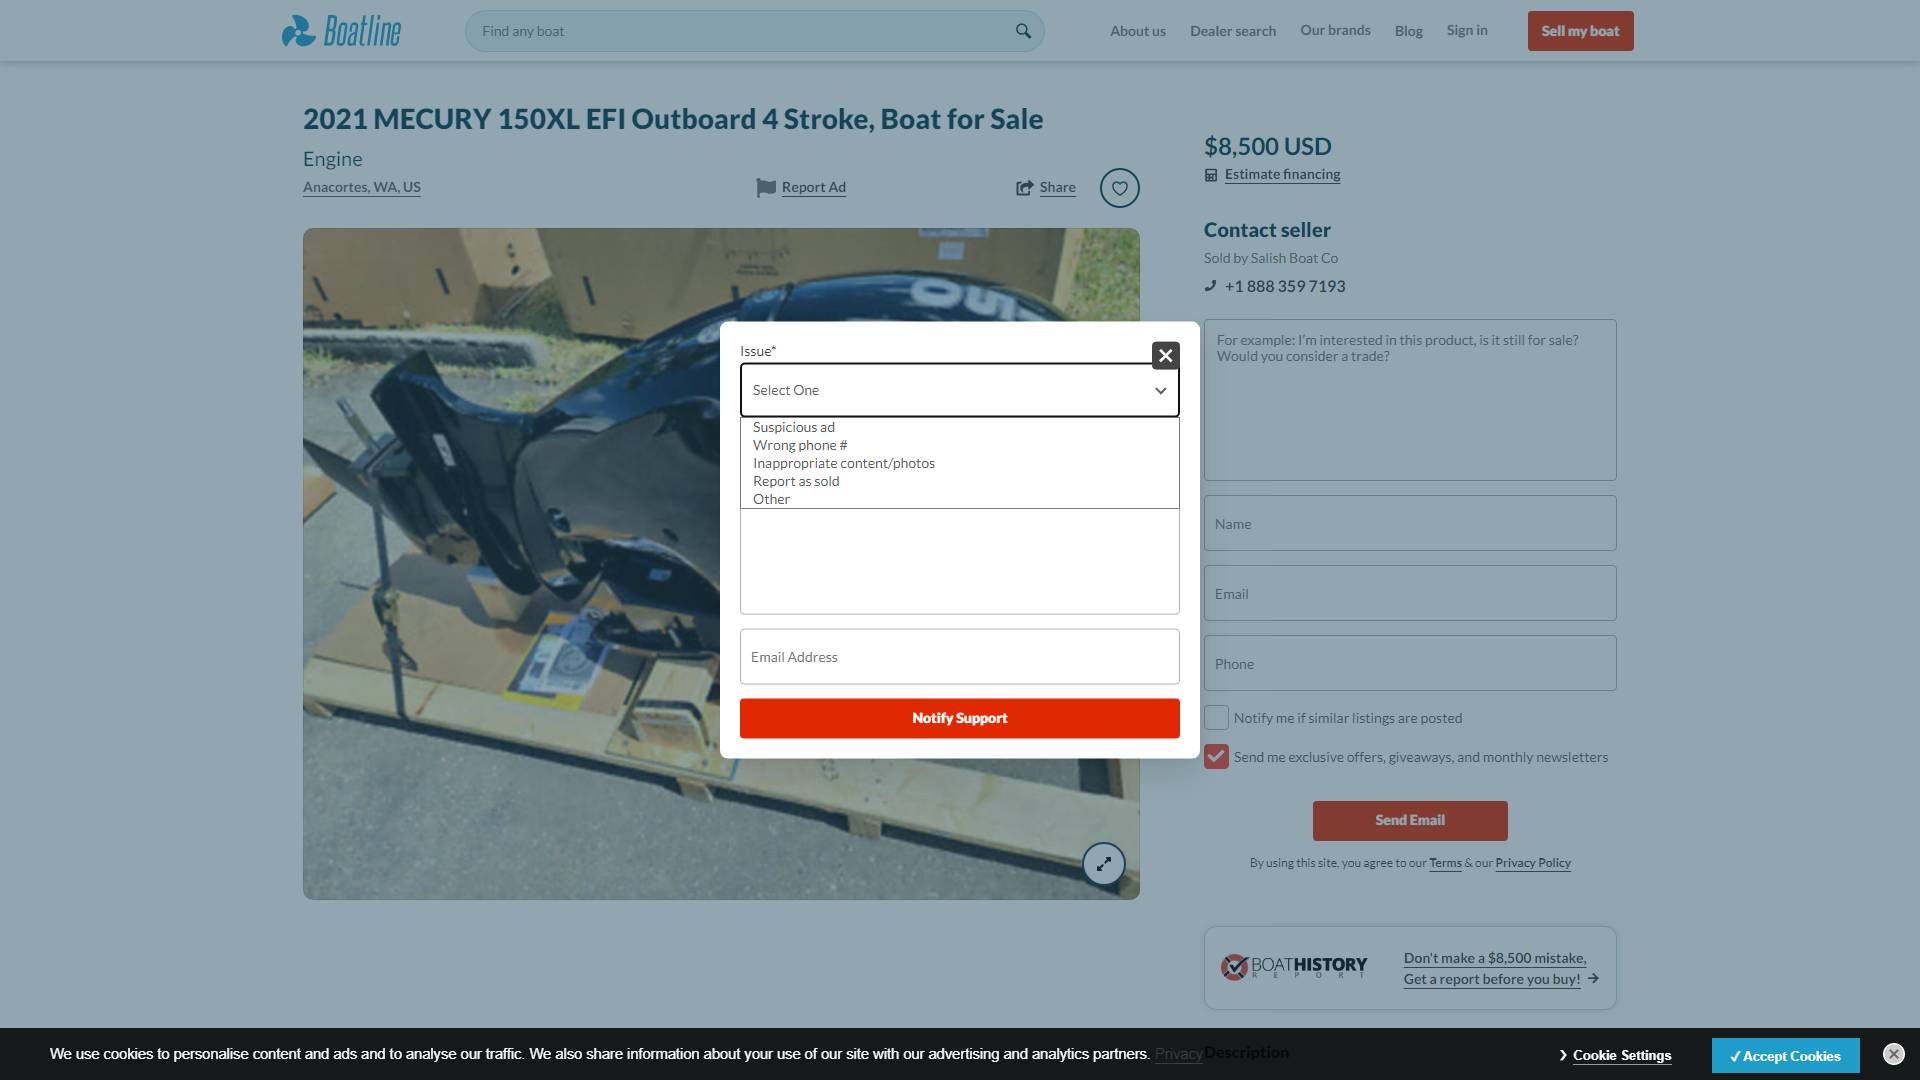 Boatline
Find any boat
About us
Dealer search
Our brands
Blog
Sign in
Sell my boat
2021 MECURY 150XL EFI Outboard 4 Stroke, Boat for Sale
Engine
Anacortes, WA, US
Report Ad
Share
$8,500 USD
Estimate financing
Contact seller
Sold by Salish Boat Co
+1 888 359 7193
For example: I'm interested in this product, is it still for sale?
Would you consider a trade?
Name
Email
Phone
Notify me if similar listings are posted
Send me exclusive offers, giveaways, and monthly newsletters
Send Email
By using this site, you agree to our Terms & our Privacy Policy
BOATHISTORY
REPORT
Don't make a $8,500 mistake,
Get a report before you buy!
Issue*
Select One
Suspicious ad
Wrong phone #
Inappropriate content/photos
Report as sold
Other
Email Address
Notify Support
Description
We use cookies to personalise content and ads and to analyse our traffic. We also share information about your use of our site with our advertising and analytics partners. Privacy
Cookie Settings
Accept Cookies